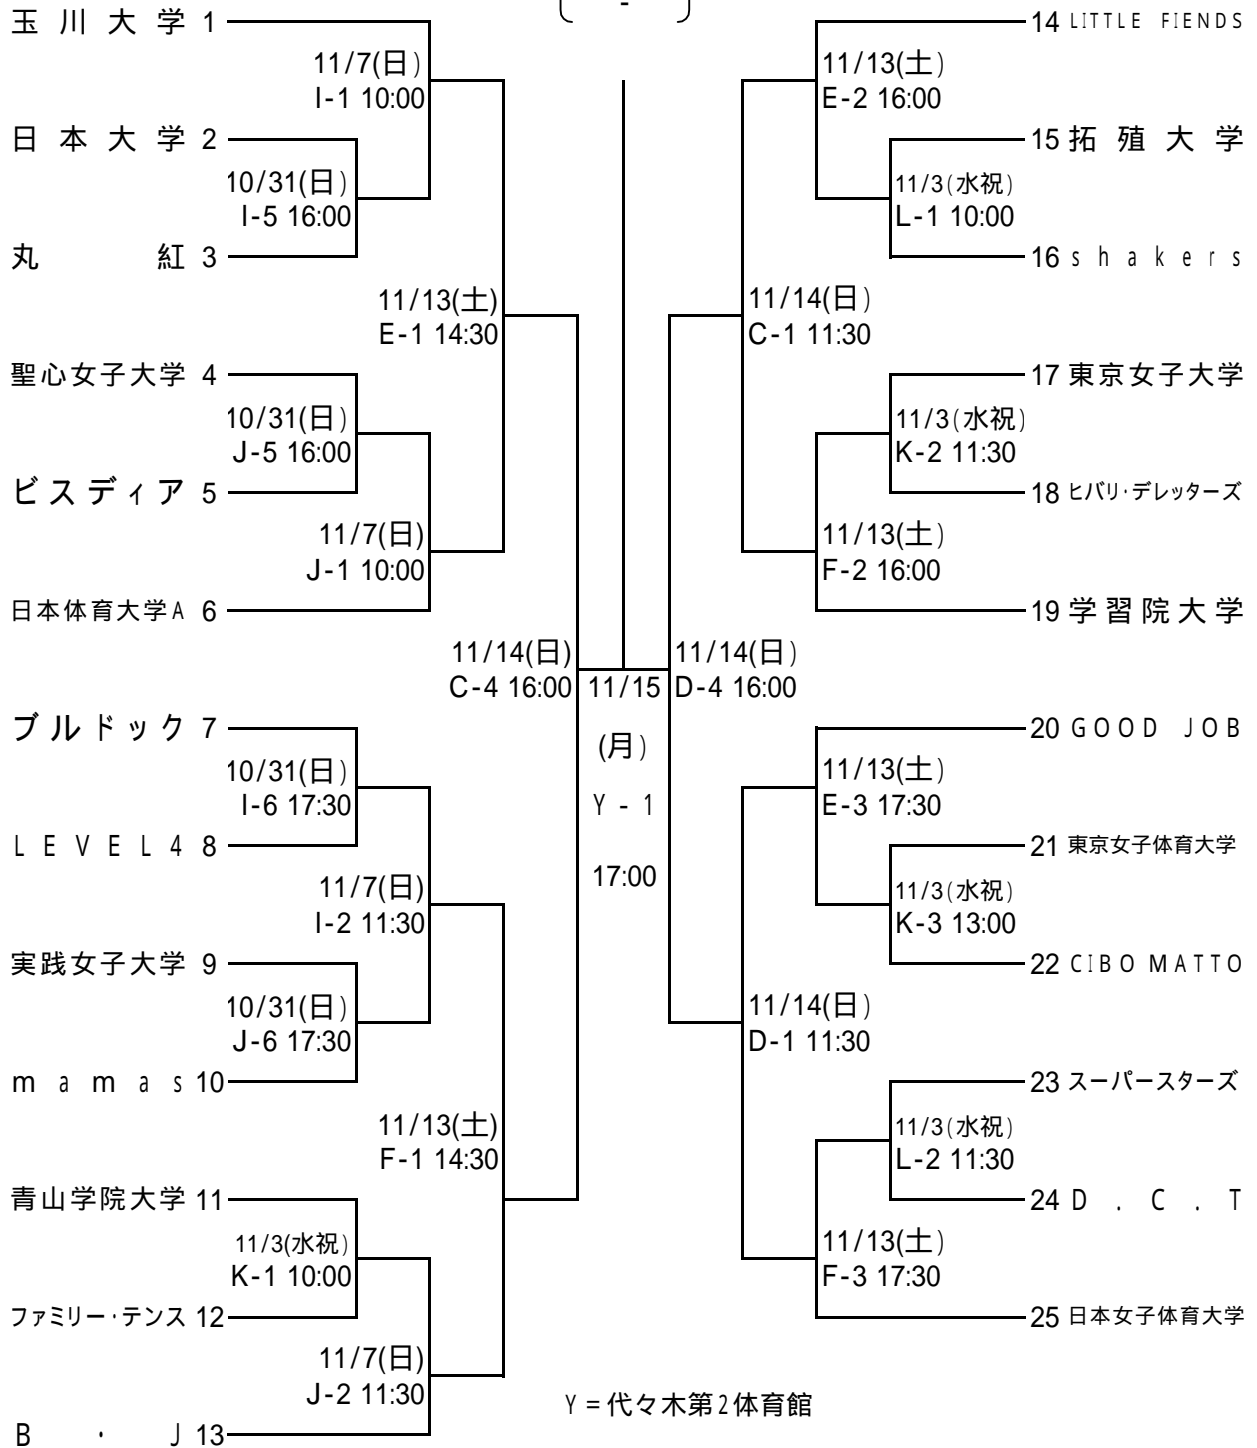 -
玉川大学 1
11/7(日)
I-1 10:00
日本大学 2
10/31(日)
I-5 16:00
丸紅 3
11/13(土)
E-1 14:30
聖心女子大学 4
10/31(日)
J-5 16:00
ビスディア 5
11/7(日)
J-1 10:00
日本体育大学A 6
11/14(日)
C-4 16:00
ブルドック 7
10/31(日)
I-6 17:30
LEVEL4 8
11/7(日)
I-2 11:30
実践女子大学 9
10/31(日)
J-6 17:30
mamas 10
11/13(土)
F-1 14:30
青山学院大学 11
11/3(水祝)
K-1 10:00
ファミリー・テンス 12
11/7(日)
J-2 11:30
B・J 13
11/15
(月)
Y-1
17:00
14 LITTLE FIENDS
11/13(土)
E-2 16:00
15 拓殖大学
11/3(水祝)
L-1 10:00
16 shakers
11/14(日)
C-1 11:30
17 東京女子大学
11/3(水祝)
K-2 11:30
18 ヒバリ・デレッターズ
11/13(土)
F-2 16:00
19 学習院大学
11/14(日)
D-4 16:00
20 GOOD JOB
11/13(土)
E-3 17:30
21 東京女子体育大学
11/3(水祝)
K-3 13:00
22 CIBO MATTO
11/14(日)
D-1 11:30
23 スーパースターズ
11/3(水祝)
L-2 11:30
24 D.C.T
11/13(土)
F-3 17:30
25 日本女子体育大学
Y=代々木第2体育館